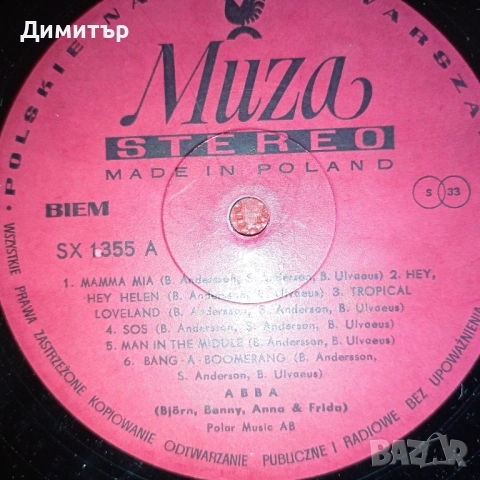 Димитър
POLSKIE NA WARSZA
Muza
STEREO
MADE IN POLAND
BIEM
S 33
SX 1355 A
1. MAMMA MIA (B. Andersson, S. Anderson, B. Ulvaeus) 2. HEY,
HEY HELEN (B. Andersson, B. Ulvaeus) 3. TROPICAL
LOVELAND (B. Andersson, S. Anderson, B. Ulvaeus)
4. SOS (B. Andersson, S. Anderson, B. Ulvaeus)
5. MAN IN THE MIDDLE (B. Andersson, B. Ulvaeus)
6. BANG-A-BOOMERANG (B. Andersson,
S. Anderson, B. Ulvaeus)
ABBA
(Björn, Benny, Anna & Frida)
Polar Music AB
WSZYSTKIE PRAWA ZASTRZEŻONE KOPIOWANIE ODTWARZANIE PUBLICZNE I RADIOWE BEZ UPOWAŻNIENIA
BAZAR